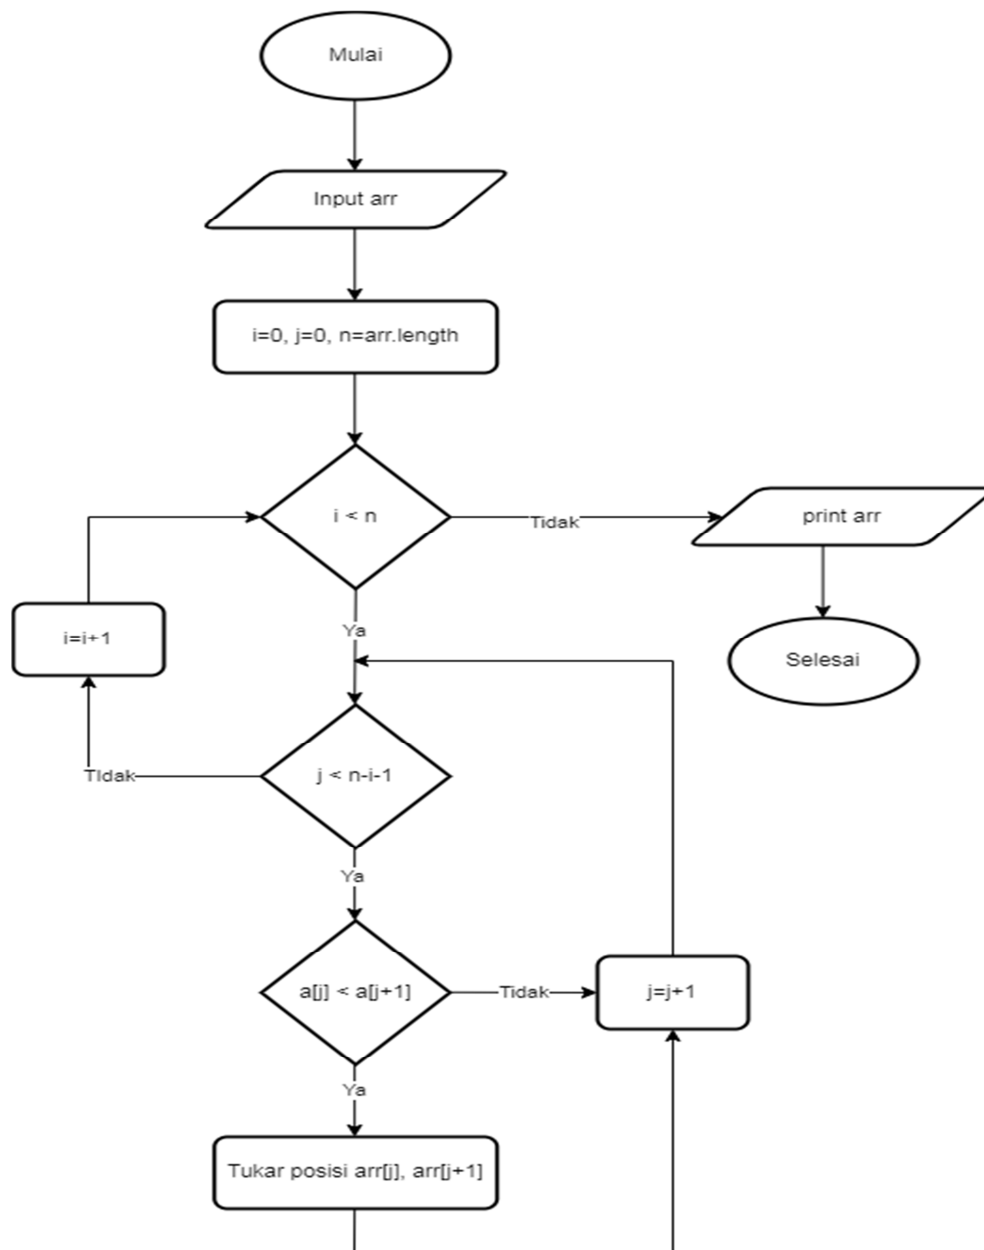 Mulai
Input arr
i=0, j=0, n=arr.length
i < n
Tidak
print arr
Ya
i=i+1
Selesai
j < n-i-1
TIdak
Ya
a[j] < a[j+1]
Tidak
j=j+1
Ya
Tukar posisi arr[j], arr[j+1]